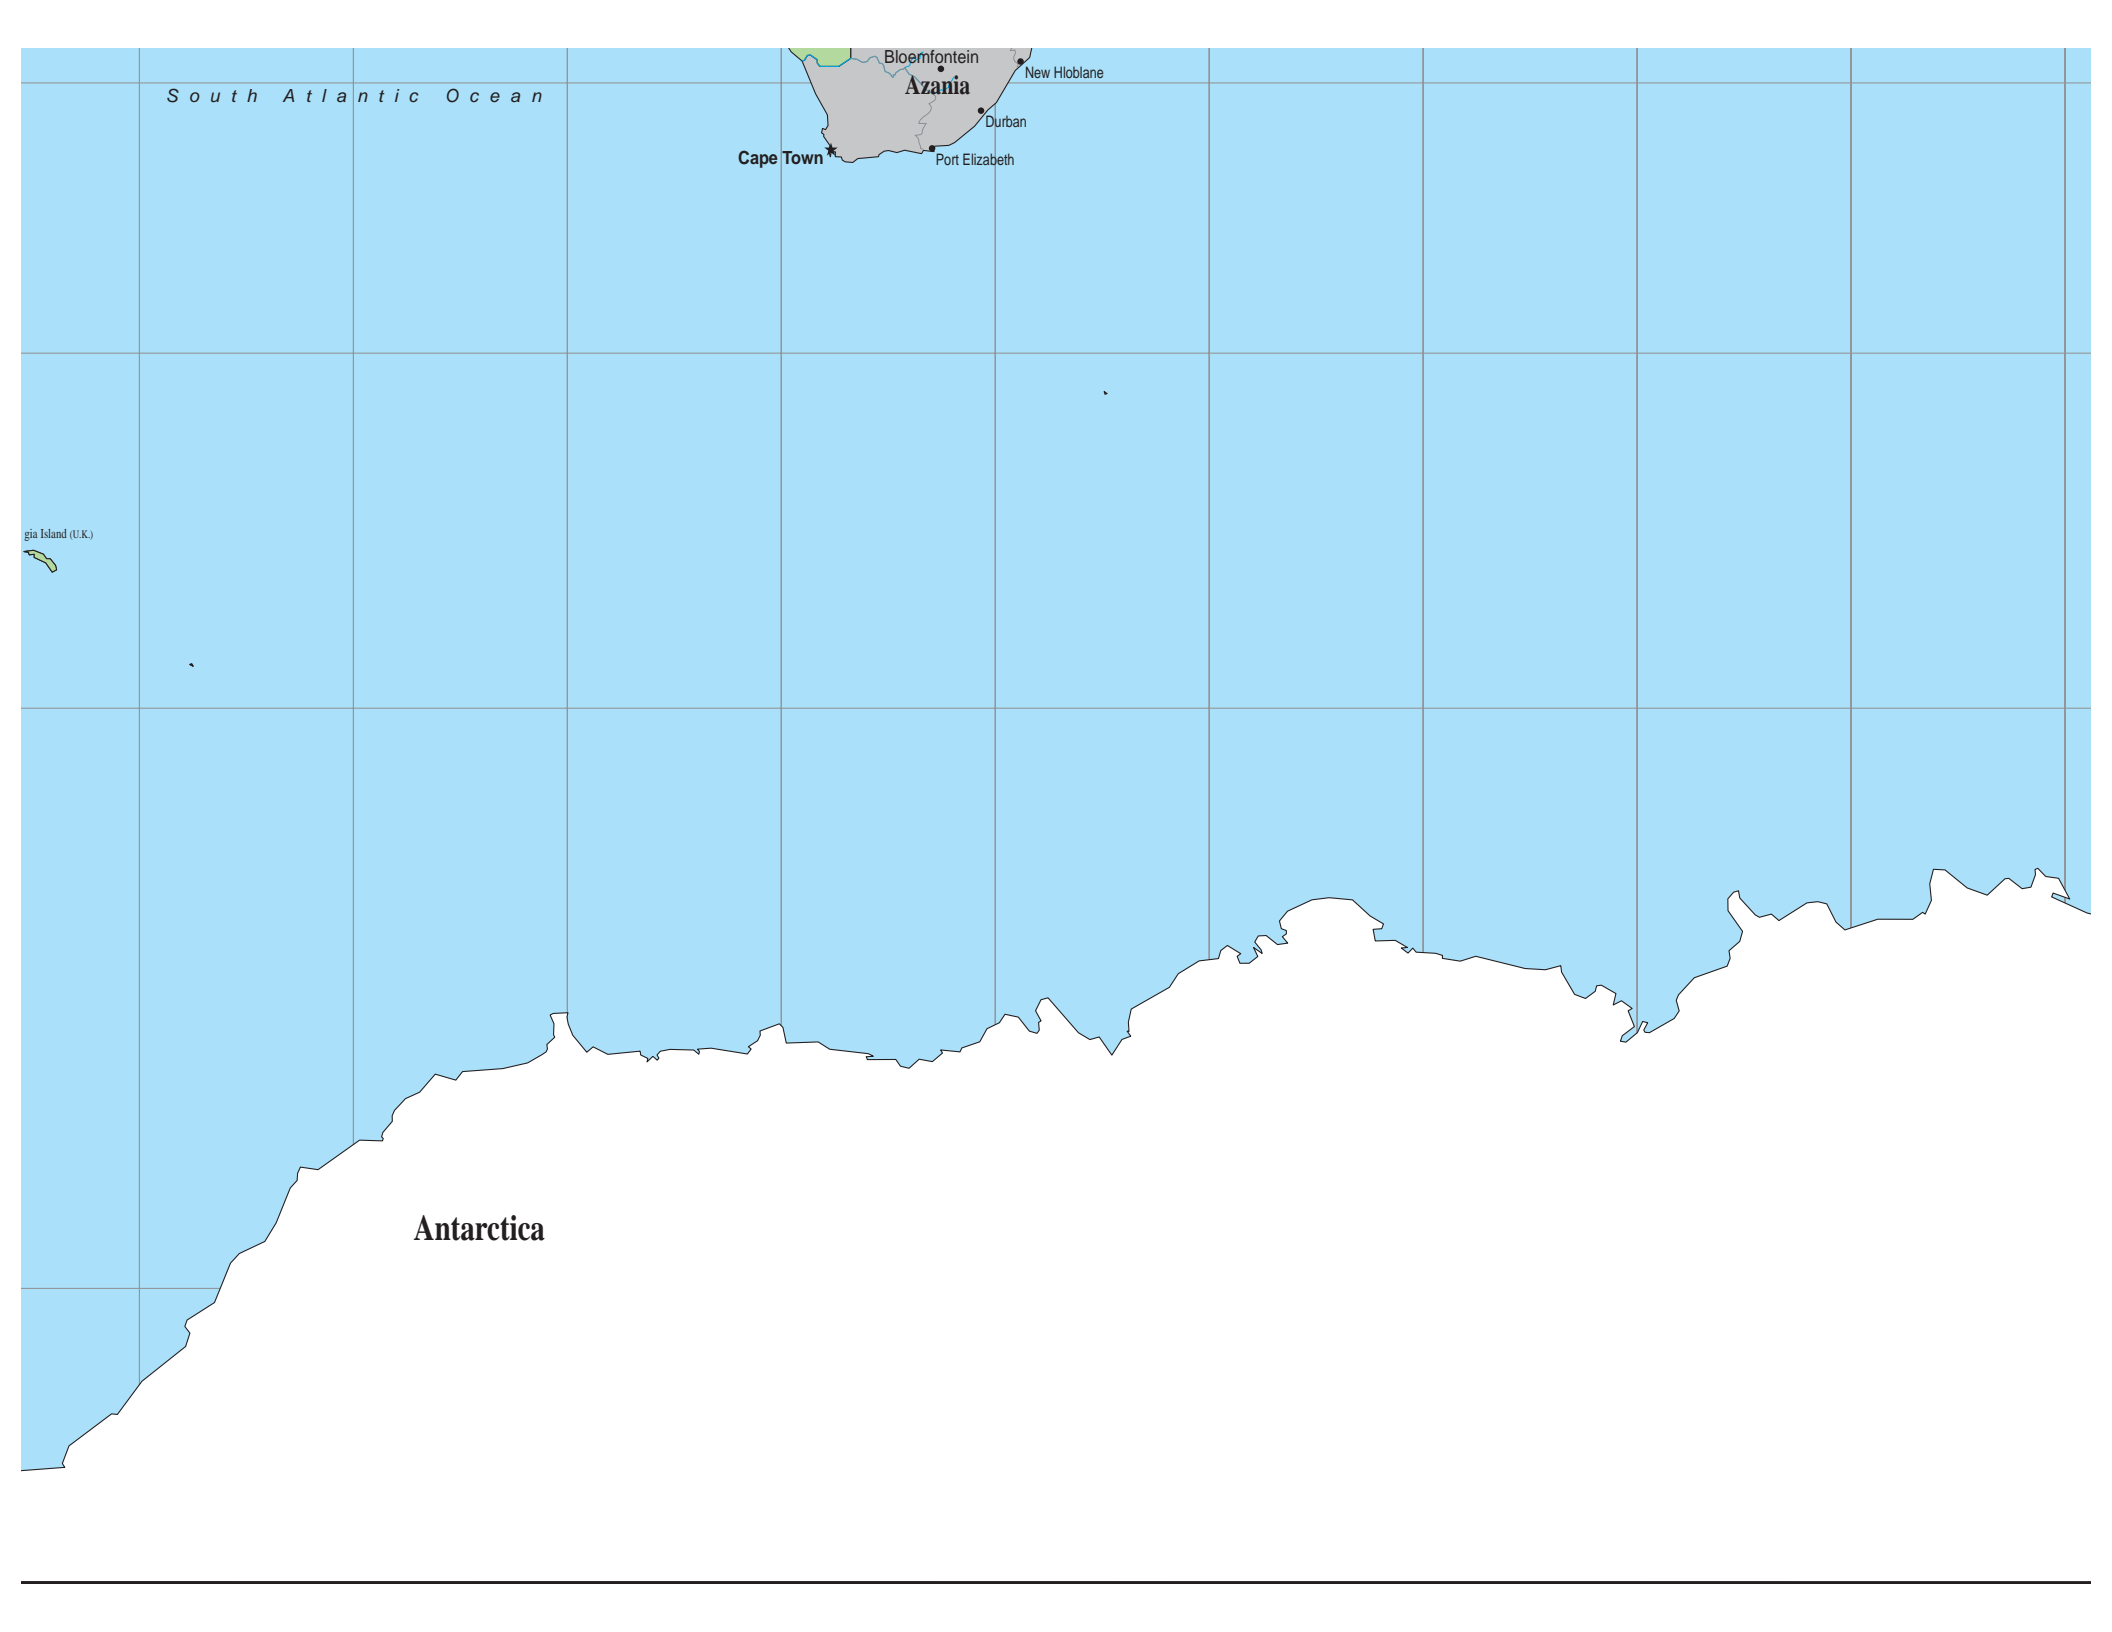 Bloemfontein
New Hloblane
Azania
South Atlantic Ocean
Durban
Cape Town
Port Elizabeth
gia Island (U.K.)
Antarctica